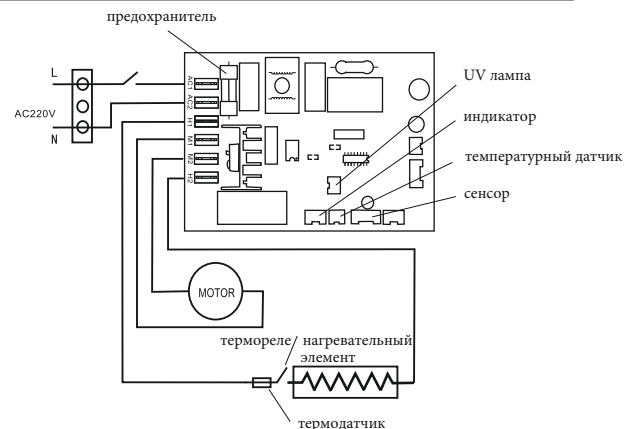 предохранитель
L
AC220V
N
AC1
AC2
H1
M1
M2
H2
UV лампа
индикатор
температурный датчик
сенсор
MOTOR
термореле
нагревательный
элемент
термодатчик